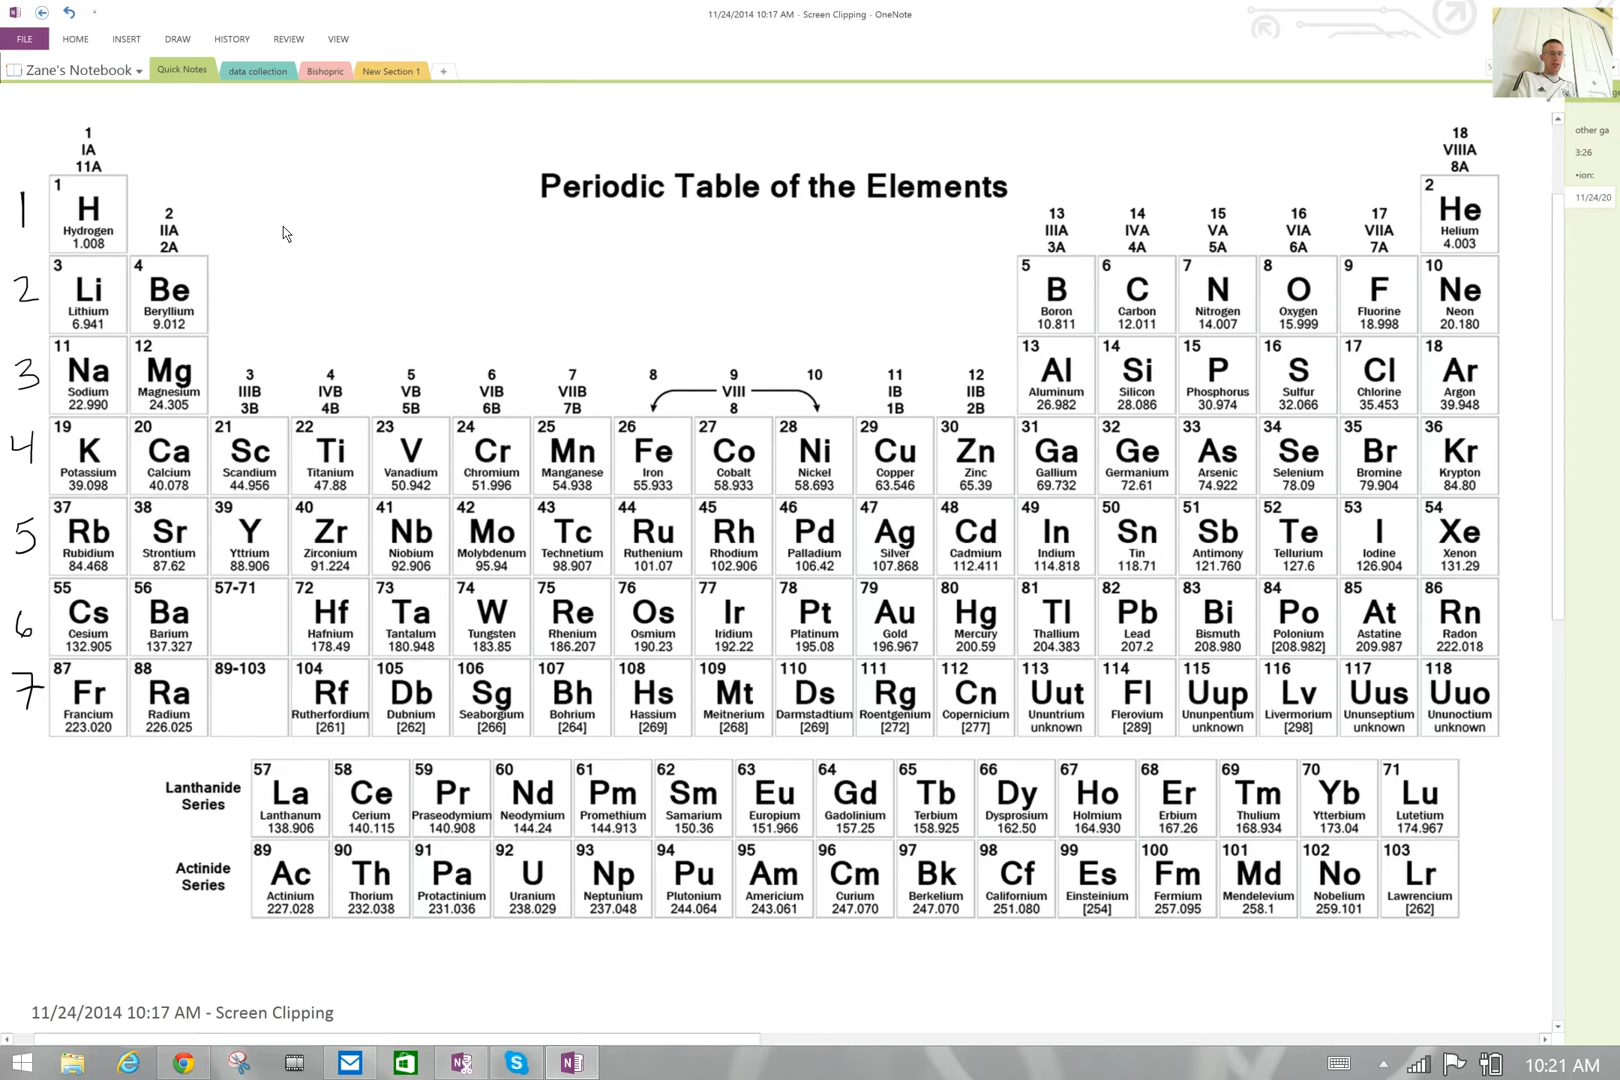 11/24/2014 10:17 AM - Screen Clipping - OneNote
FILE HOME INSERT DRAW HISTORY REVIEW VIEW
Zane's Notebook Quick Notes data collection Bishopric New Section 1 +
other ga
3:26
•ion:
11/24/20
Periodic Table of the Elements
1 18
IA VIIIA
11A 8A
1 2
1 H He
Hydrogen Helium
1.008 4.003
2 13 14 15 16 17
IIA IIIA IVA VA VIA VIIA
2A 3A 4A 5A 6A 7A
3 4 5 6 7 8 9 10
2 Li Be B C N O F Ne
Lithium Beryllium Boron Carbon Nitrogen Oxygen Fluorine Neon
6.941 9.012 10.811 12.011 14.007 15.999 18.998 20.180
11 12 13 14 15 16 17 18
3 Na Mg Al Si P S Cl Ar
Sodium Magnesium Aluminum Silicon Phosphorus Sulfur Chlorine Argon
22.990 24.305 26.982 28.086 30.974 32.066 35.453 39.948
3 4 5 6 7 8 9 10 11 12
IIIB IVB VB VIB VIIB VIII IB IIB
3B 4B 5B 6B 7B 8 1B 2B
19 20 21 22 23 24 25 26 27 28 29 30 31 32 33 34 35 36
4 K Ca Sc Ti V Cr Mn Fe Co Ni Cu Zn Ga Ge As Se Br Kr
Potassium Calcium Scandium Titanium Vanadium Chromium Manganese Iron Cobalt Nickel Copper Zinc Gallium Germanium Arsenic Selenium Bromine Krypton
39.098 40.078 44.956 47.88 50.942 51.996 54.938 55.933 58.933 58.693 63.546 65.39 69.732 72.61 74.922 78.09 79.904 84.80
37 38 39 40 41 42 43 44 45 46 47 48 49 50 51 52 53 54
5 Rb Sr Y Zr Nb Mo Tc Ru Rh Pd Ag Cd In Sn Sb Te I Xe
Rubidium Strontium Yttrium Zirconium Niobium Molybdenum Technetium Ruthenium Rhodium Palladium Silver Cadmium Indium Tin Antimony Tellurium Iodine Xenon
84.468 87.62 88.906 91.224 92.906 95.94 98.907 101.07 102.906 106.42 107.868 112.411 114.818 118.71 121.760 127.6 126.904 131.29
55 56 57-71 72 73 74 75 76 77 78 79 80 81 82 83 84 85 86
6 Cs Ba Hf Ta W Re Os Ir Pt Au Hg Tl Pb Bi Po At Rn
Cesium Barium Hafnium Tantalum Tungsten Rhenium Osmium Iridium Platinum Gold Mercury Thallium Lead Bismuth Polonium Astatine Radon
132.905 137.327 178.49 180.948 183.85 186.207 190.23 192.22 195.08 196.967 200.59 204.383 207.2 208.980 [208.982] 209.987 222.018
87 88 89-103 104 105 106 107 108 109 110 111 112 113 114 115 116 117 118
7 Fr Ra Rf Db Sg Bh Hs Mt Ds Rg Cn Uut Fl Uup Lv Uus Uuo
Francium Radium Rutherfordium Dubnium Seaborgium Bohrium Hassium Meitnerium Darmstadtium Roentgenium Copernicium Ununtrium Flerovium Ununpentium Livermorium Ununseptium Ununoctium
223.020 226.025 [261] [262] [266] [264] [269] [268] [269] [272] [277] unknown [289] unknown [298] unknown unknown
Lanthanide
Series
57 58 59 60 61 62 63 64 65 66 67 68 69 70 71
La Ce Pr Nd Pm Sm Eu Gd Tb Dy Ho Er Tm Yb Lu
Lanthanum Cerium Praseodymium Neodymium Promethium Samarium Europium Gadolinium Terbium Dysprosium Holmium Erbium Thulium Ytterbium Lutetium
138.906 140.115 140.908 144.24 144.913 150.36 151.966 157.25 158.925 162.50 164.930 167.26 168.934 173.04 174.967
Actinide
Series
89 90 91 92 93 94 95 96 97 98 99 100 101 102 103
Ac Th Pa U Np Pu Am Cm Bk Cf Es Fm Md No Lr
Actinium Thorium Protactinium Uranium Neptunium Plutonium Americium Curium Berkelium Californium Einsteinium Fermium Mendelevium Nobelium Lawrencium
227.028 232.038 231.036 238.029 237.048 244.064 243.061 247.070 247.070 251.080 [254] 257.095 258.1 259.101 [262]
11/24/2014 10:17 AM - Screen Clipping
10:21 AM